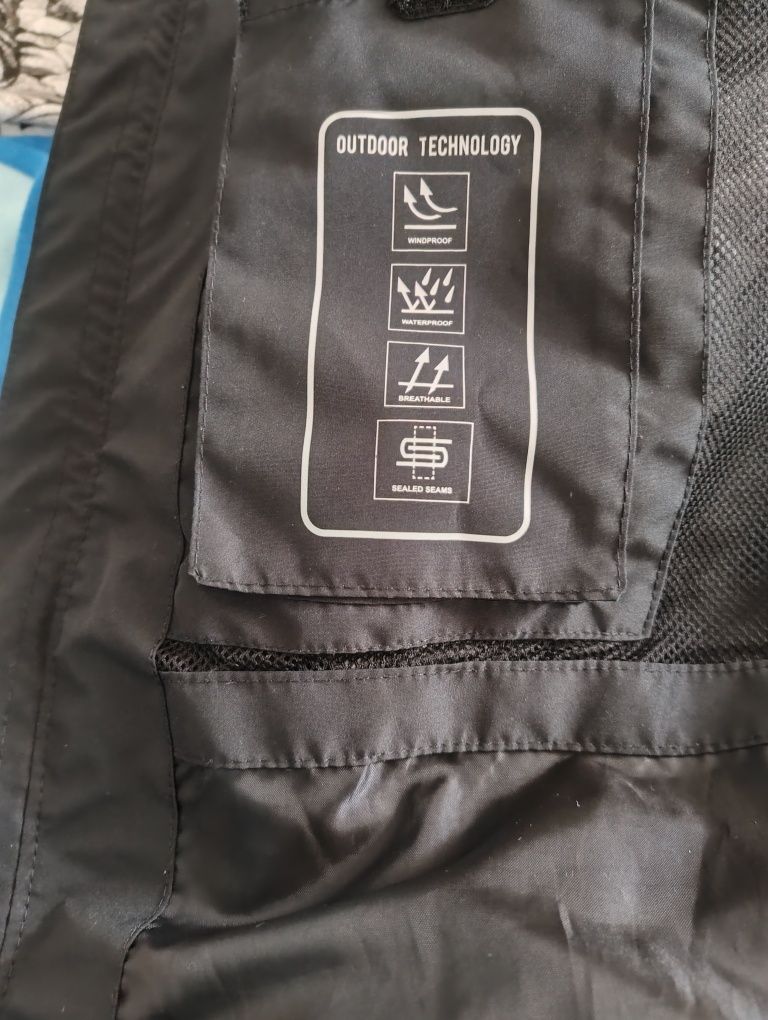 OUTDOOR TECHNOLOGY
WINDPROOF
WATERPROOF
BREATHABLE
SEALED SEAMS